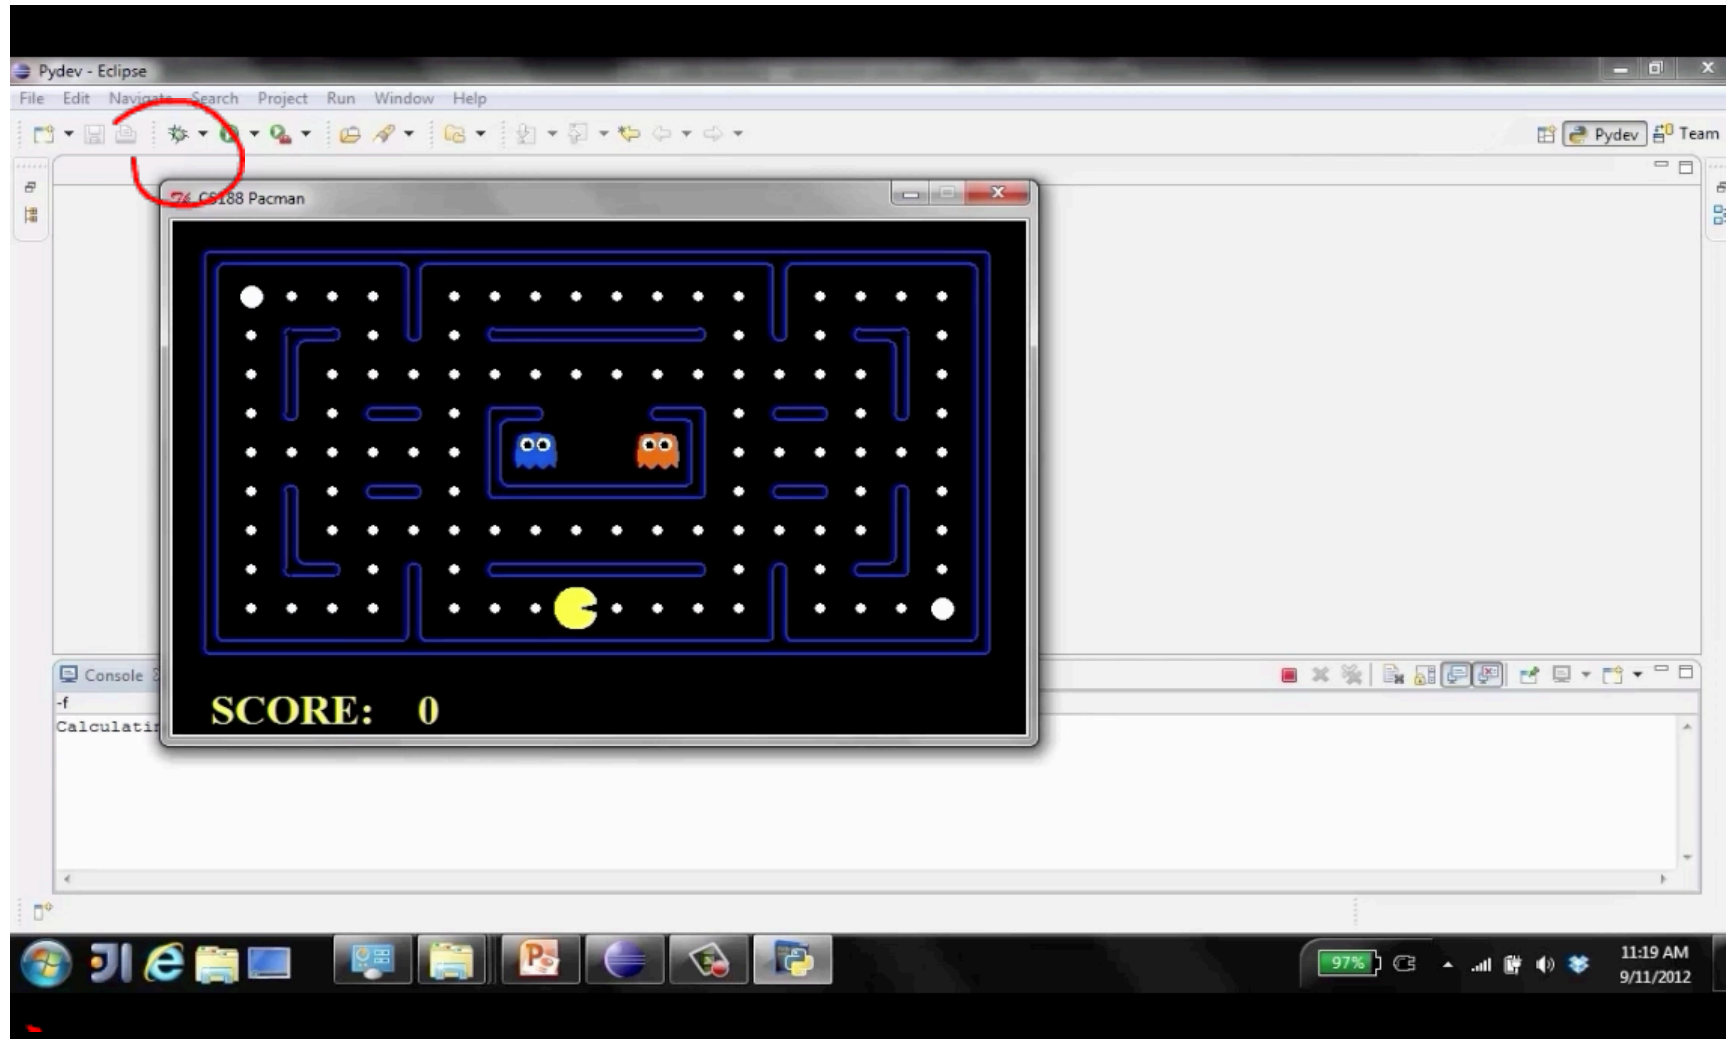 Pydev - Eclipse
File Edit Navigate Search Project Run Window Help
Pydev Team
CS188 Pacman
SCORE: 0
Console
-f
97%
11:19 AM
9/11/2012